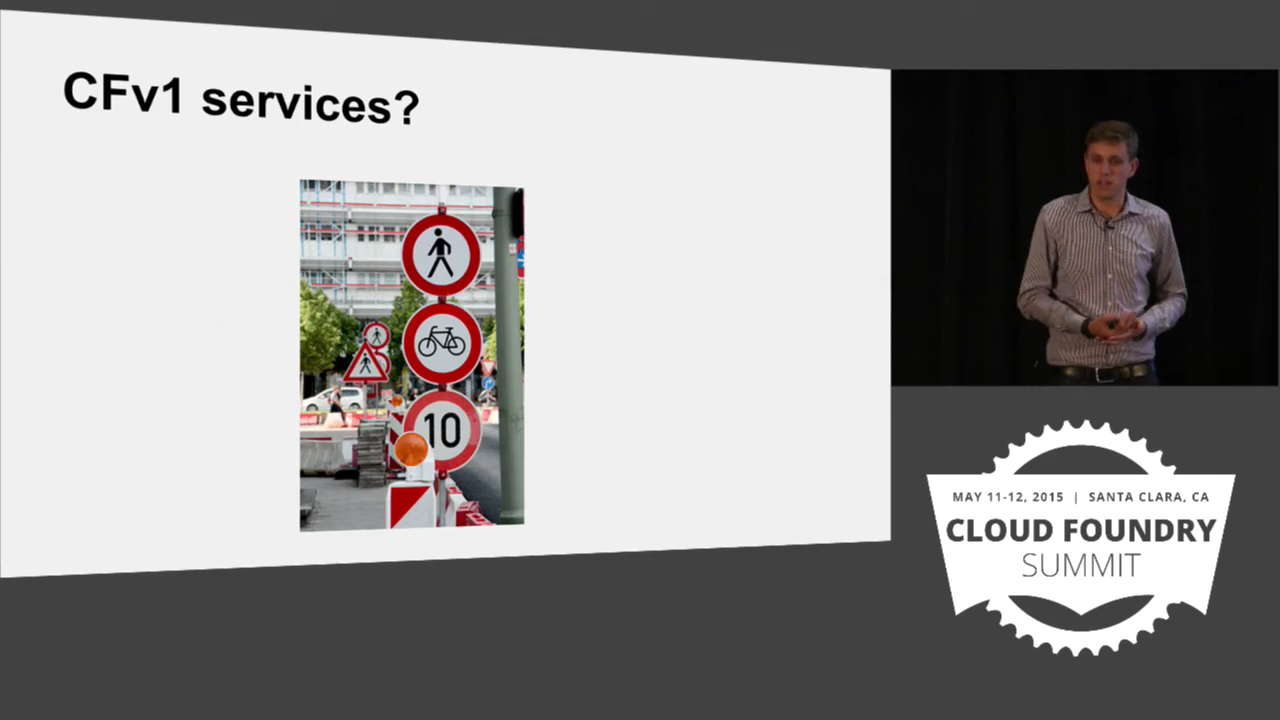 CFv1 services?
10
MAY 11-12, 2015 | SANTA CLARA, CA
CLOUD FOUNDRY
SUMMIT